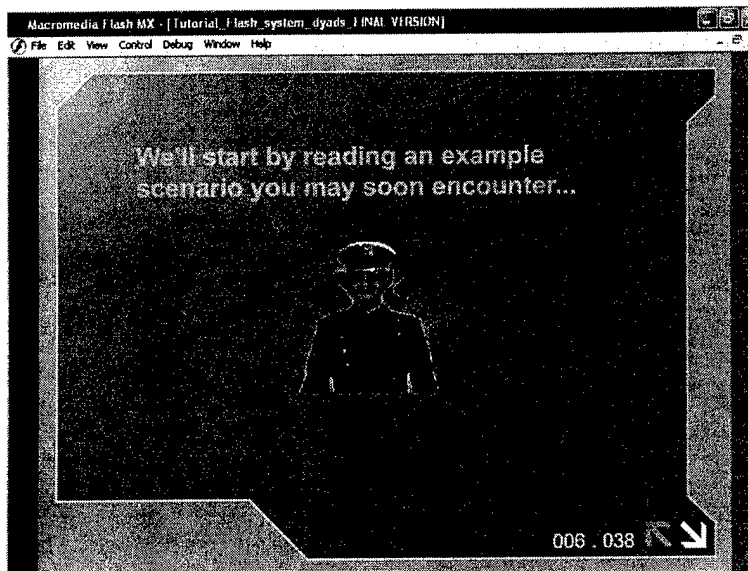 Macromedia Flash MX - [Tutorial_Flash_system_dyads_FINAL VERSION]
File Edit View Control Debug Window Help
We'll start by reading an example
scenario you may soon encounter...
006 . 038